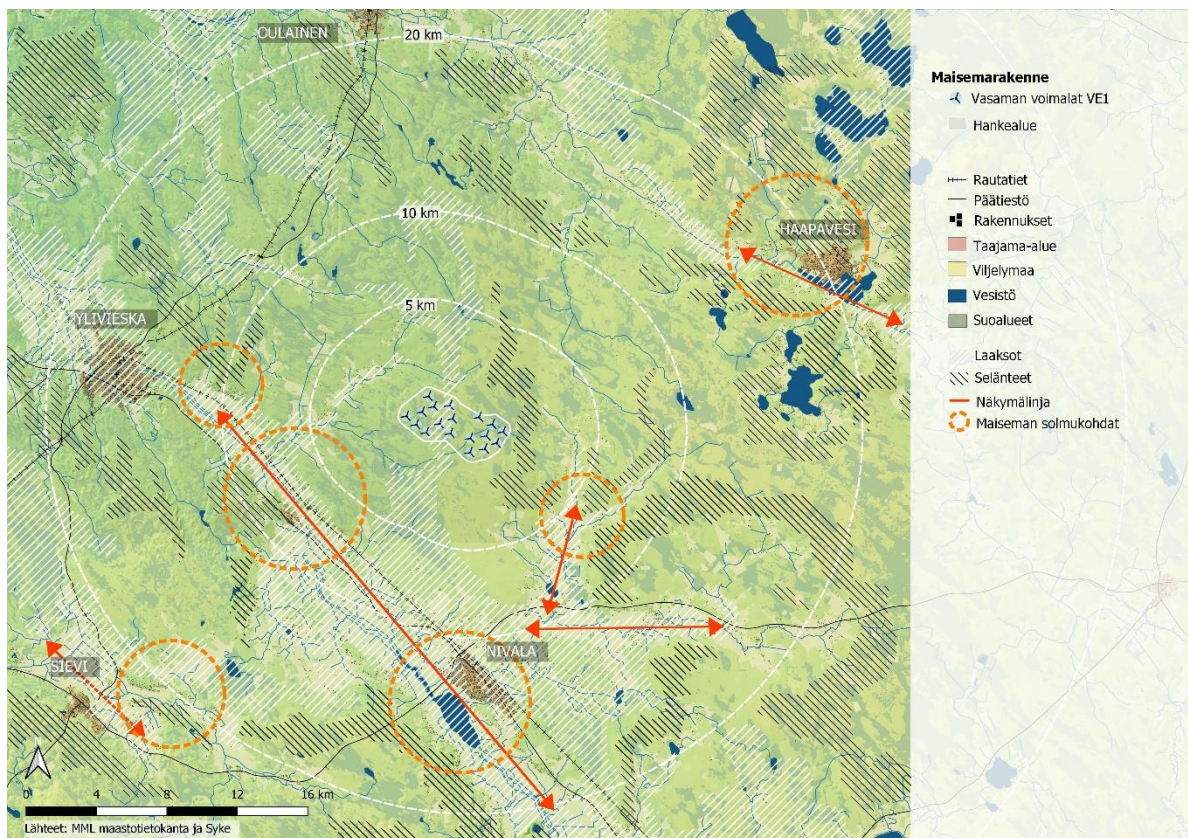 OULAINEN
20 km
HAAPAVESI
10 km
5 km
YLIVIESKA
NIVALA
SIEVI
0 4 8 12 16 km
Lähteet: MML maastotietokanta ja Syke
Maisemarakenne
Vasaman voimalat VE1
Hankealue
Rautatiet
Päätiestö
Rakennukset
Taajama-alue
Viljelymaa
Vesistö
Suoalueet
Laaksot
Selänteet
Näkymälinja
Maiseman solmukohdat